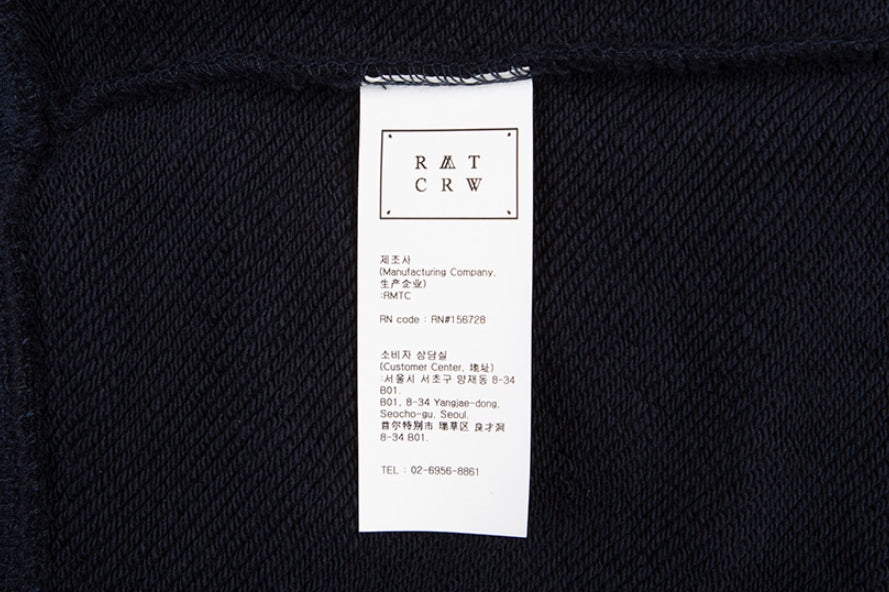 R M T
C R W
제조사
(Manufacturing Company,
生产企业)
:RMTC
RN code : RN#156728
소비자 상담실
(Customer Center, 地址)
:서울시 서초구 양재동 8-34
B01.
B01, 8-34 Yangjae-dong,
Seocho-gu, Seoul.
首尔特别市 瑞草区 良才洞
8-34 B01.
TEL : 02-6956-8861